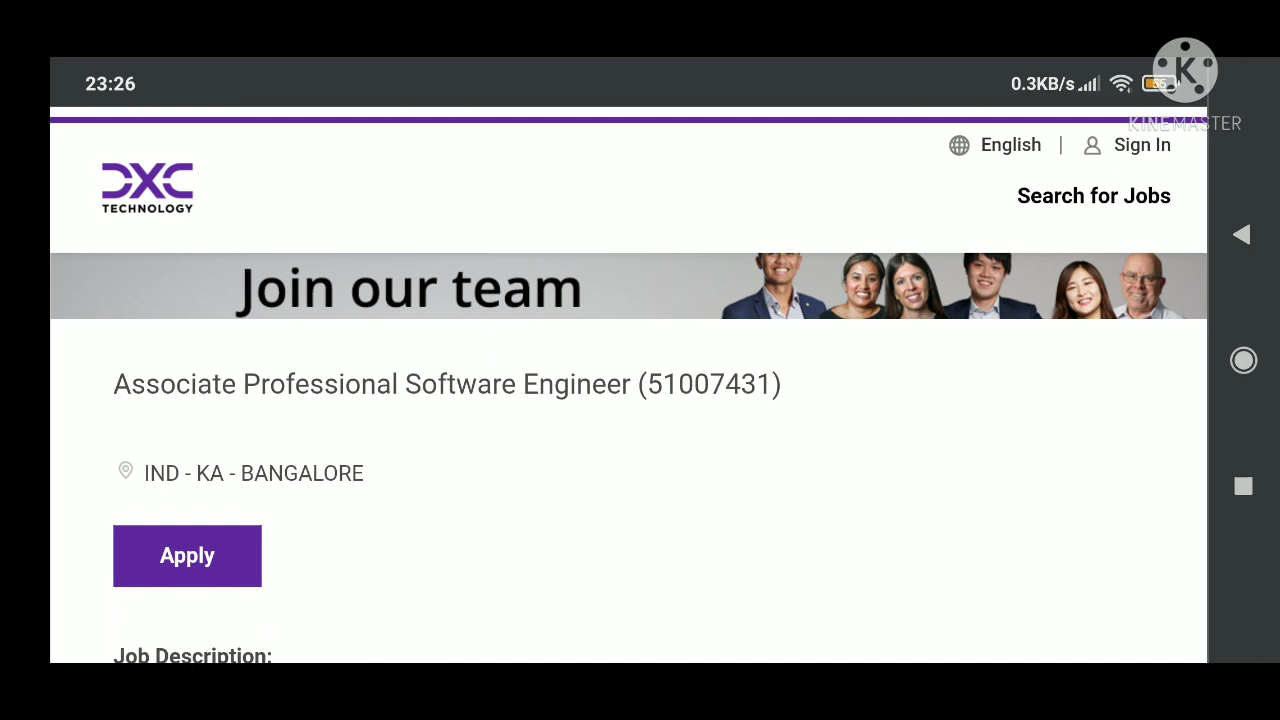 23:26
0.3KB/s
55
K
KINEMASTER
English | Sign In
DXC
TECHNOLOGY
Search for Jobs
Join our team
Associate Professional Software Engineer (51007431)
IND - KA - BANGALORE
Apply
Job Description: